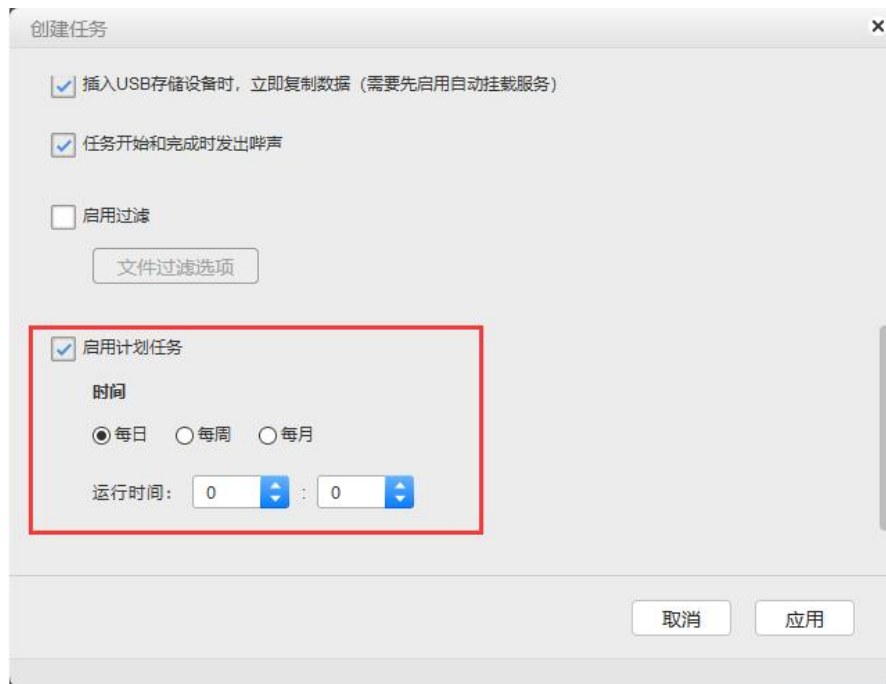 创建任务
插入USB存储设备时，立即复制数据（需要先启用自动挂载服务）
任务开始和完成时发出哔声
启用过滤
文件过滤选项
启用计划任务
时间
每日 每周 每月
运行时间： 0 : 0
取消 应用